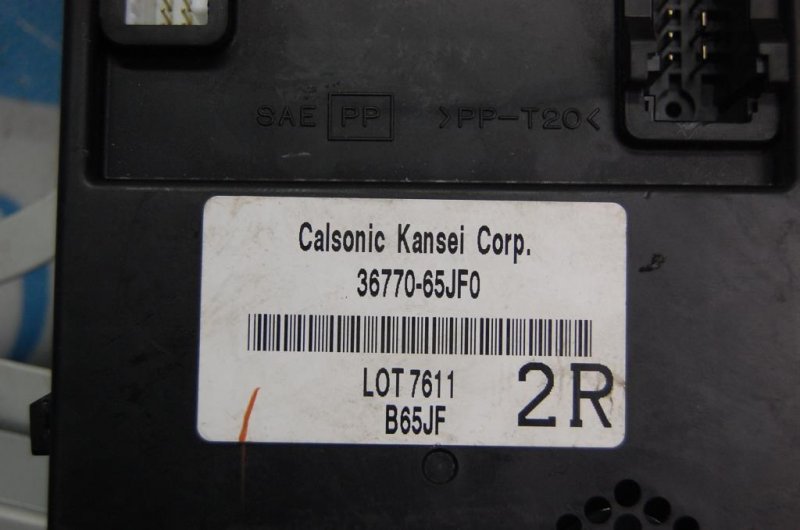 SAE PP >PP-T20<
Calsonic Kansei Corp.
36770-65JF0
LOT 7611
B65JF
2R